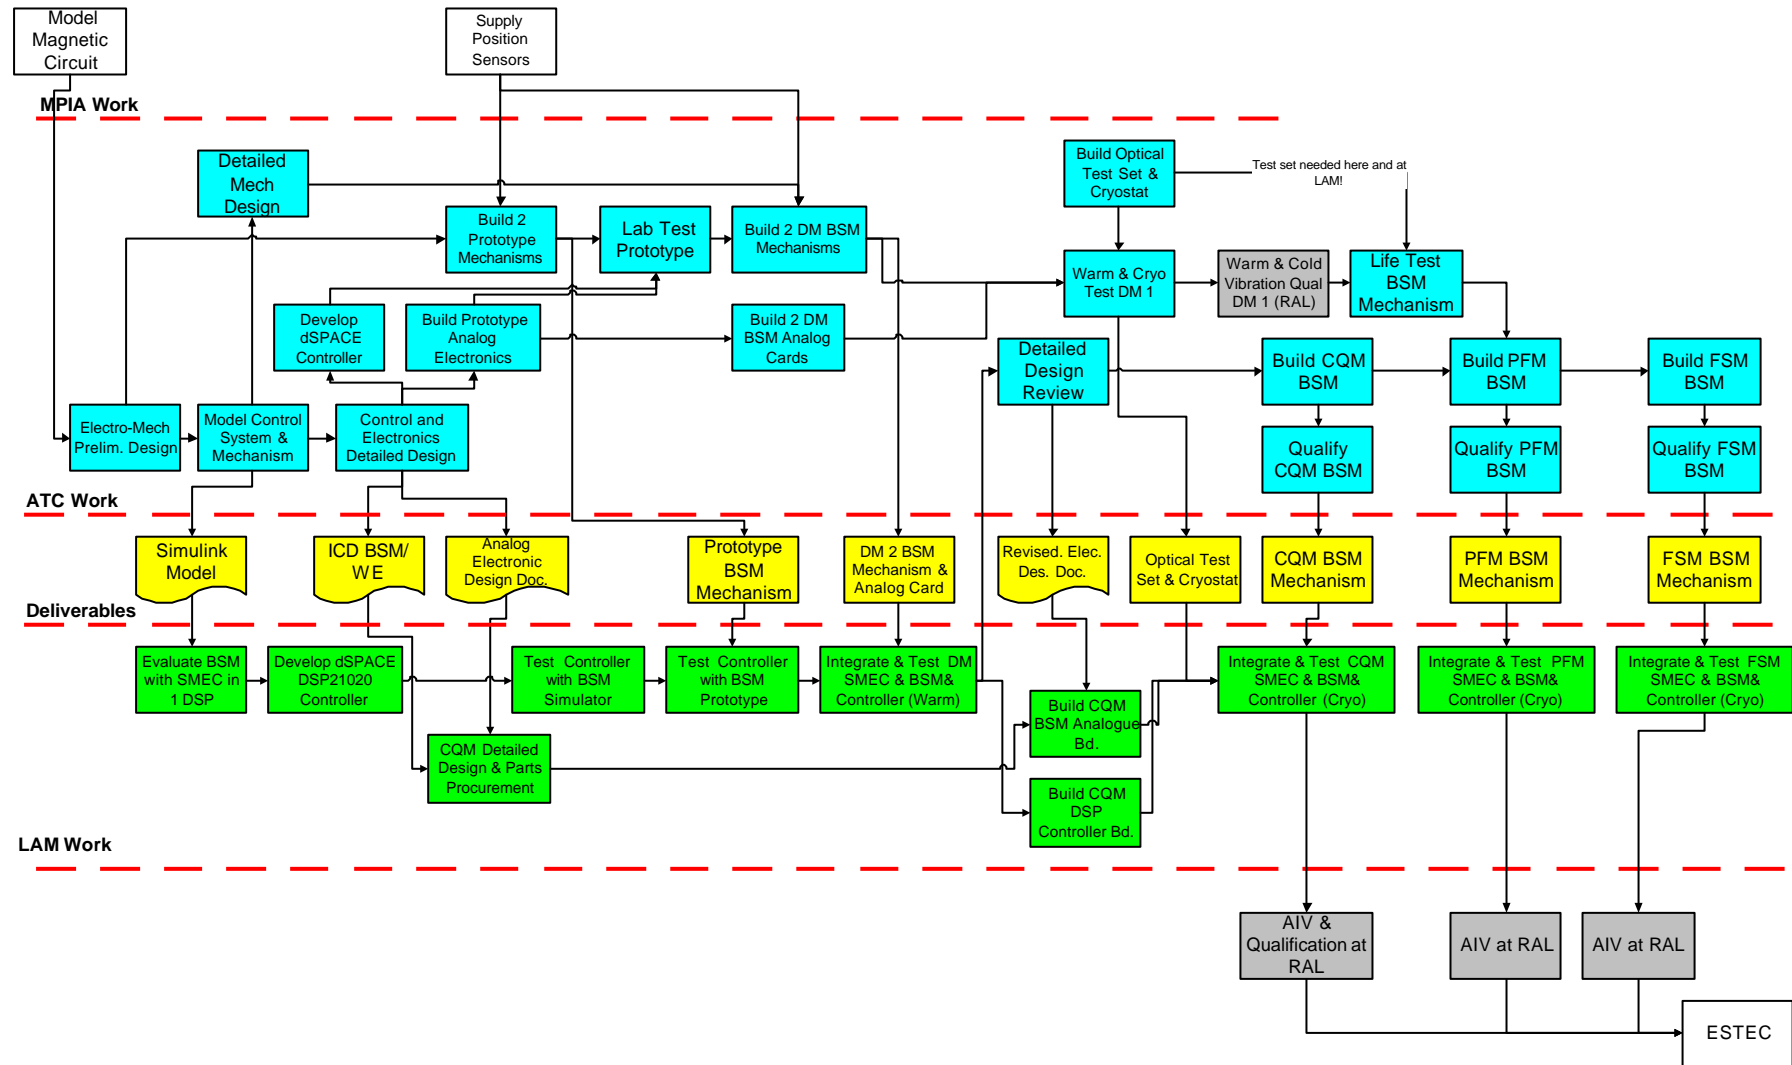 Model
Magnetic
Circuit
Supply
Position
Sensors
MPIA Work
Detailed
Mech
Design
Build 2
Prototype
Mechanisms
Lab Test
Prototype
Build 2 DM BSM
Mechanisms
Build Optical
Test Set &
Cryostat
Test set needed here and at
LAM!
Warm & Cryo
Test DM 1
Warm & Cold
Vibration Qual
DM 1 (RAL)
Life Test
BSM
Mechanism
Develop
dSPACE
Controller
Build Prototype
Analog
Electronics
Build 2 DM
BSM Analog
Cards
Detailed
Design
Review
Build CQM
BSM
Build PFM
BSM
Build FSM
BSM
Electro-Mech
Prelim. Design
Model Control
System &
Mechanism
Control and
Electronics
Detailed Design
Qualify
CQM BSM
Qualify PFM
BSM
Qualify FSM
BSM
ATC Work
Simulink
Model
ICD BSM/
WE
Analog
Electronic
Design Doc.
Prototype
BSM
Mechanism
DM 2 BSM
Mechanism &
Analog Card
Revised. Elec.
Des. Doc.
Optical Test
Set & Cryostat
CQM BSM
Mechanism
PFM BSM
Mechanism
FSM BSM
Mechanism
Deliverables
Evaluate BSM
with SMEC in
1 DSP
Develop dSPACE
DSP21020
Controller
Test Controller
with BSM
Simulator
Test Controller
with BSM
Prototype
Integrate & Test DM
SMEC & BSM&
Controller (Warm)
Integrate & Test CQM
SMEC & BSM&
Controller (Cryo)
Integrate & Test PFM
SMEC & BSM&
Controller (Cryo)
Integrate & Test FSM
SMEC & BSM&
Controller (Cryo)
CQM Detailed
Design & Parts
Procurement
Build CQM
BSM Analogue
Bd.
Build CQM
DSP
Controller Bd.
LAM Work
AIV &
Qualification at
RAL
AIV at RAL
AIV at RAL
ESTEC